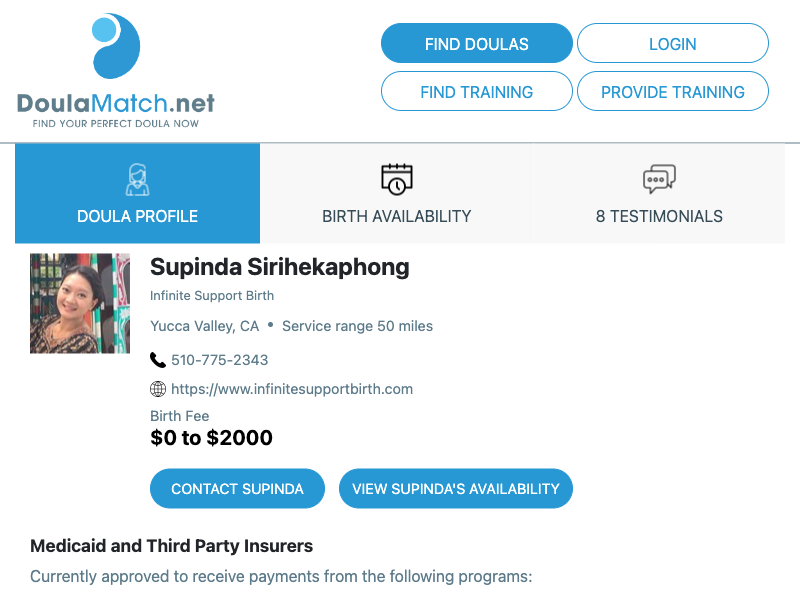 DoulaMatch.net
FIND YOUR PERFECT DOULA NOW
FIND DOULAS
LOGIN
FIND TRAINING
PROVIDE TRAINING
DOULA PROFILE
BIRTH AVAILABILITY
8 TESTIMONIALS
Supinda Sirihekaphong
Infinite Support Birth
Yucca Valley, CA • Service range 50 miles
510-775-2343
https://www.infinitesupportbirth.com
Birth Fee
$0 to $2000
CONTACT SUPINDA
VIEW SUPINDA'S AVAILABILITY
Medicaid and Third Party Insurers
Currently approved to receive payments from the following programs: